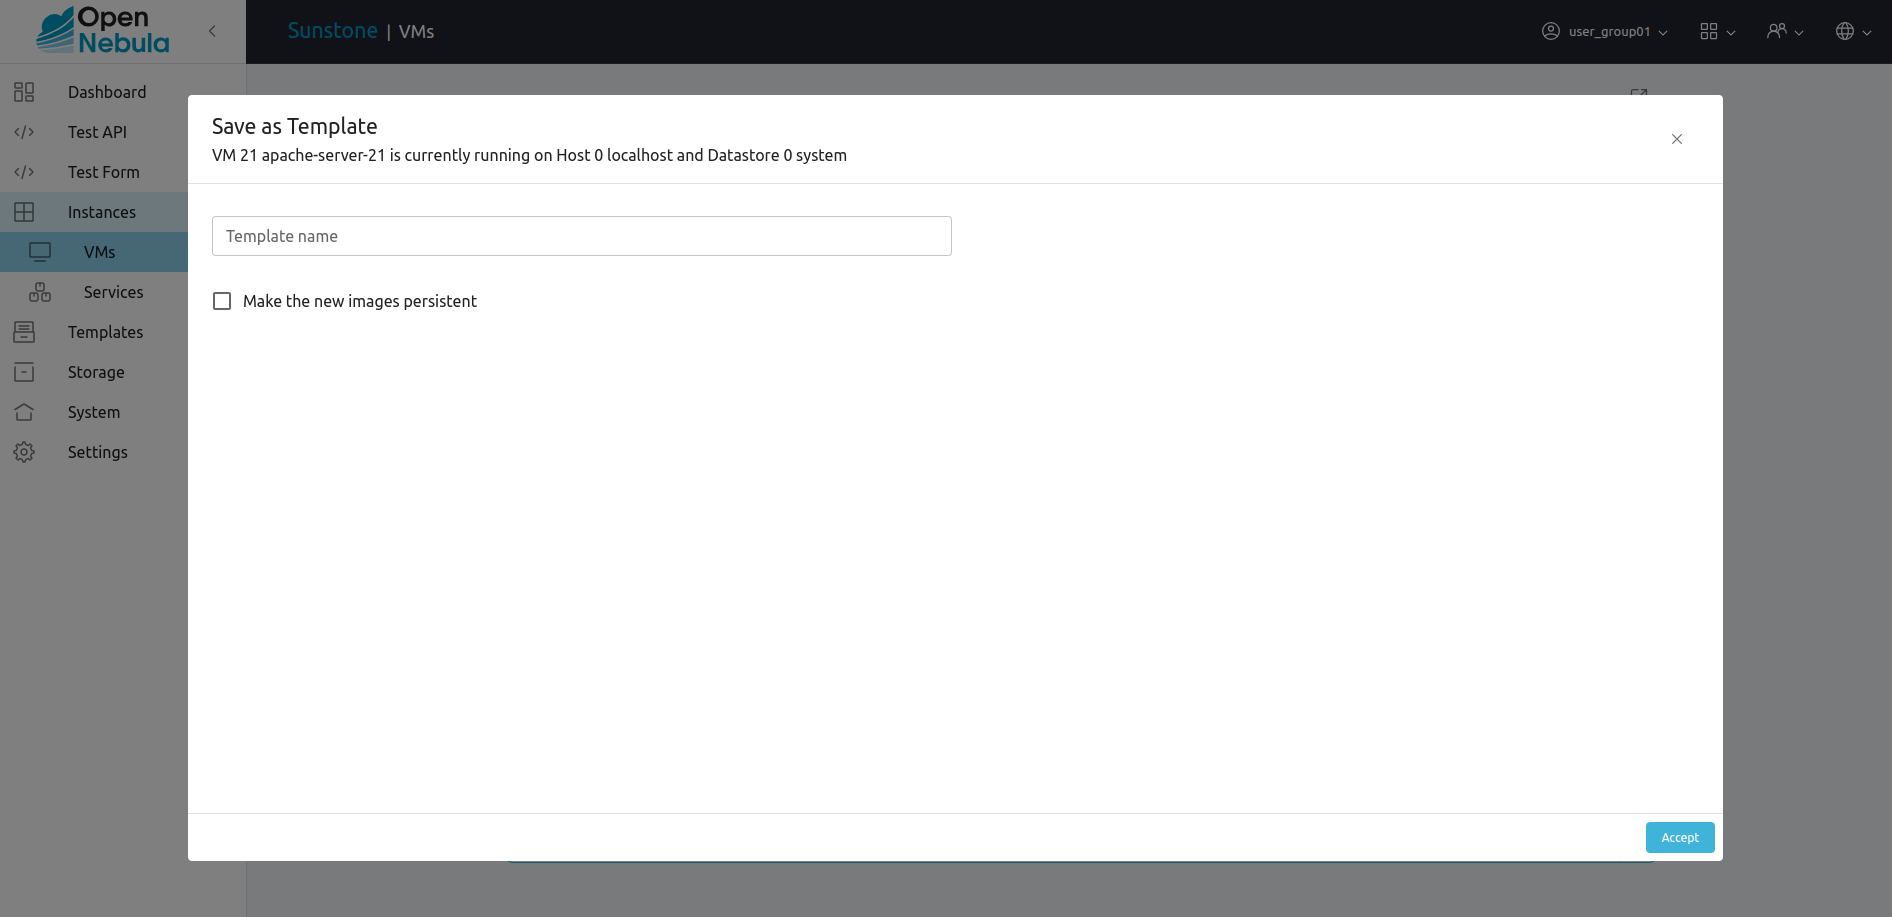 Open
Nebula
Sunstone | VMs
user_group01
Dashboard
Test API
Test Form
Instances
VMs
Services
Templates
Storage
System
Settings
Save as Template
VM 21 apache-server-21 is currently running on Host 0 localhost and Datastore 0 system
Template name
Make the new images persistent
Accept